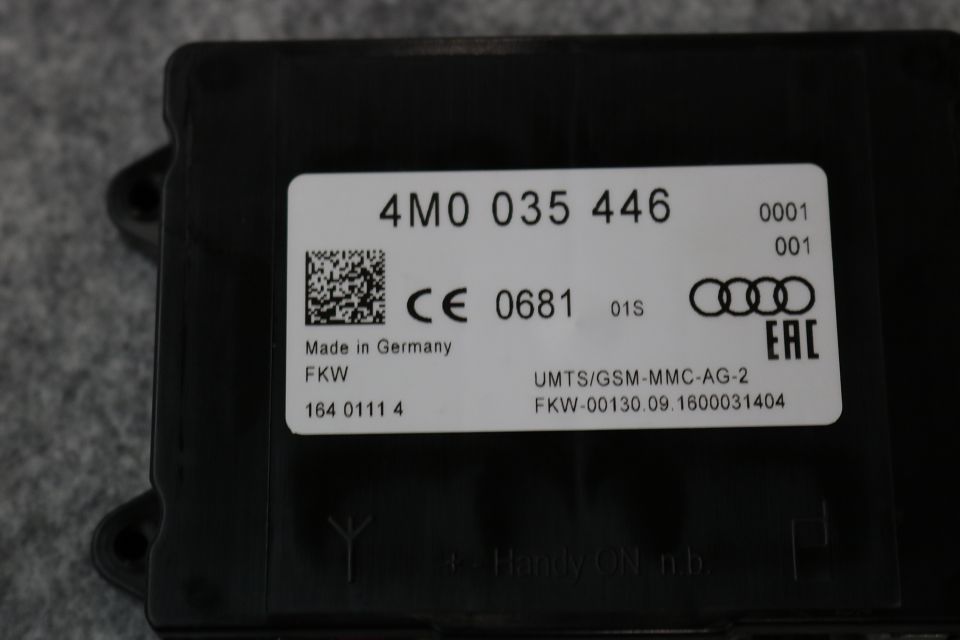 4M0 035 446
0001
001
CE 0681 01S
EAC
Made in Germany
FKW
UMTS/GSM-MMC-AG-2
164 0111 4
FKW-00130.09.1600031404
+ - Handy ON n.b.